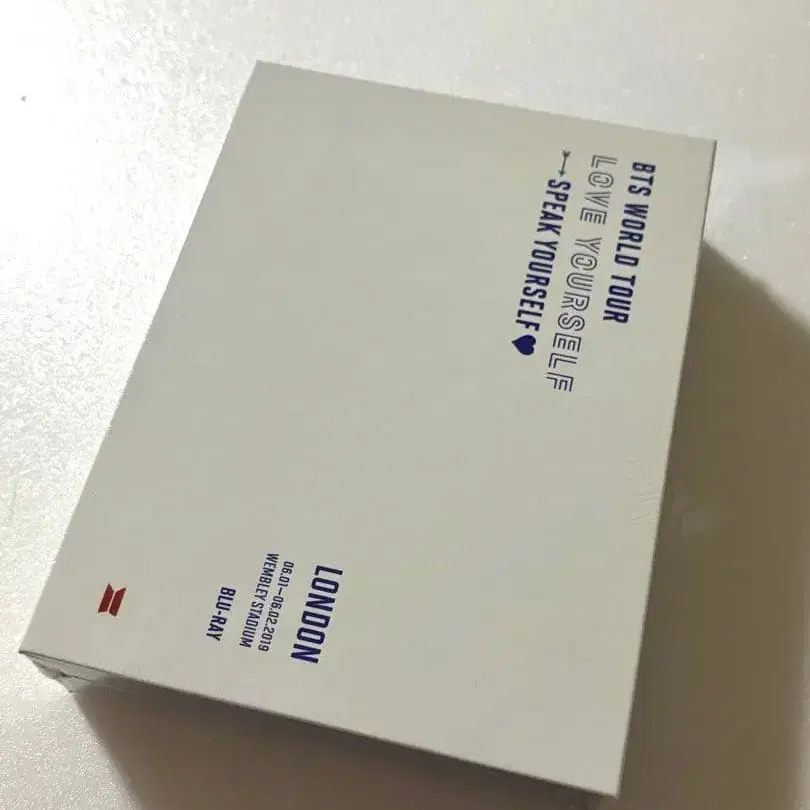 BTS WORLD TOUR
LOVE YOURSELF
SPEAK YOURSELF
LONDON
06.01—06.02.2019
WEMBLEY STADIUM
BLU-RAY